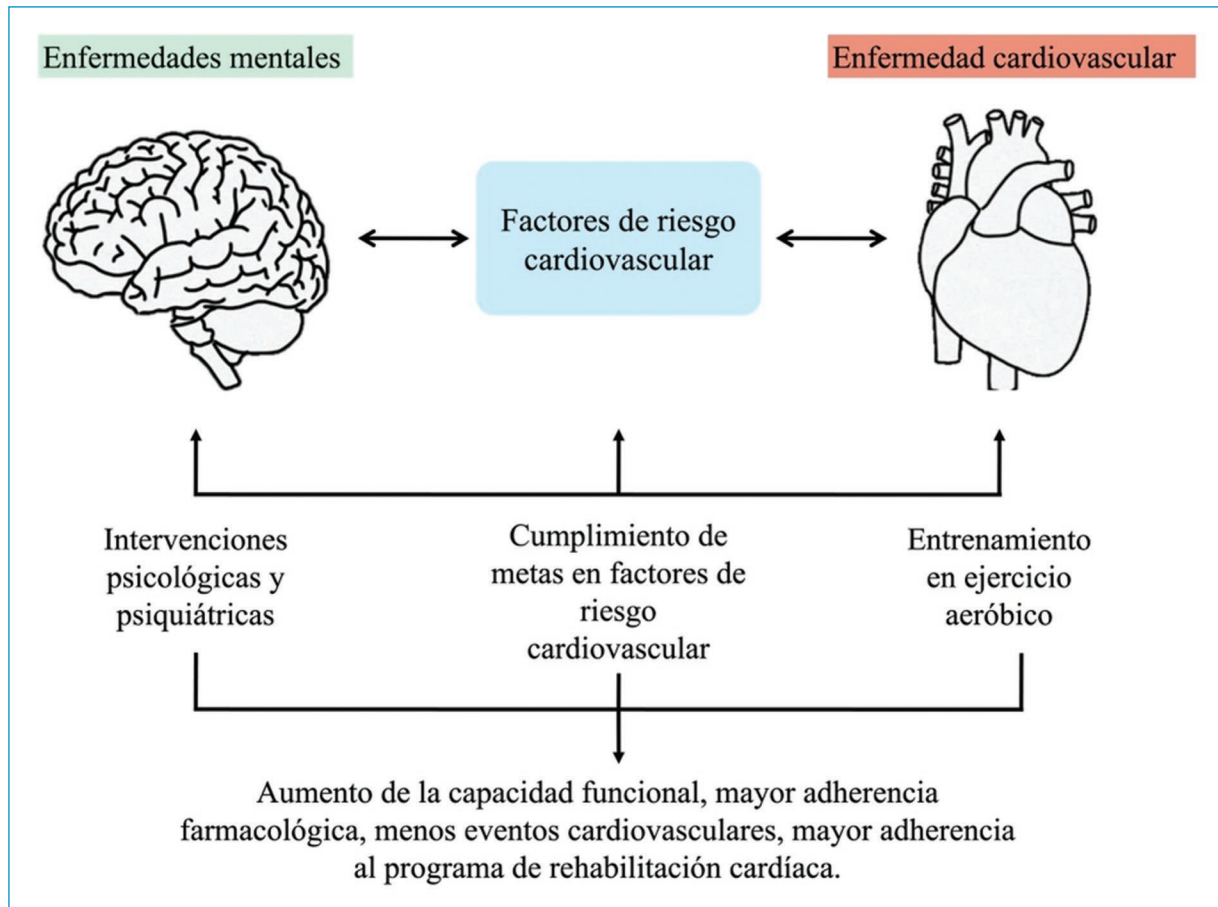 Enfermedades mentales
Enfermedad cardiovascular
Factores de riesgo
cardiovascular
Intervenciones
psicológicas y
psiquiátricas
Cumplimiento de
metas en factores de
riesgo
cardiovascular
Entrenamiento
en ejercicio
aeróbico
Aumento de la capacidad funcional, mayor adherencia
farmacológica, menos eventos cardiovasculares, mayor adherencia
al programa de rehabilitación cardíaca.